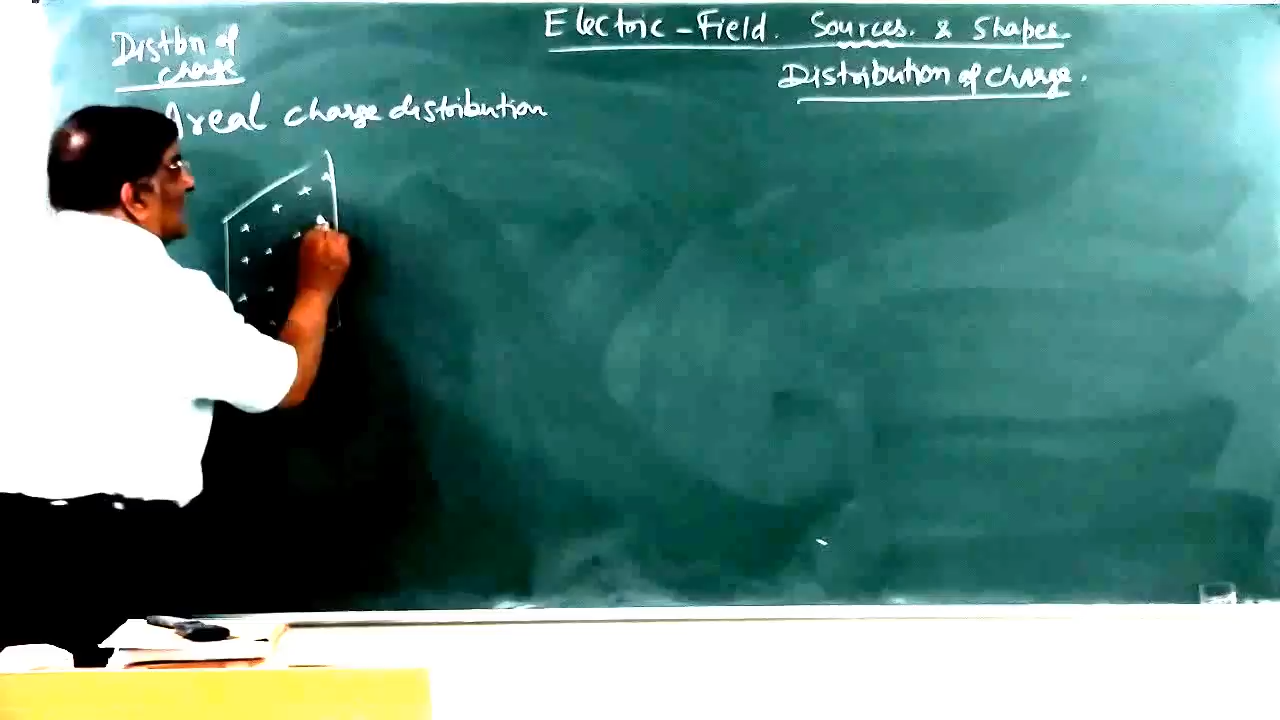 Electric - Field. Sources. & Shapes
Distribution of charge.
Distbn of
charge
Areal charge distribution